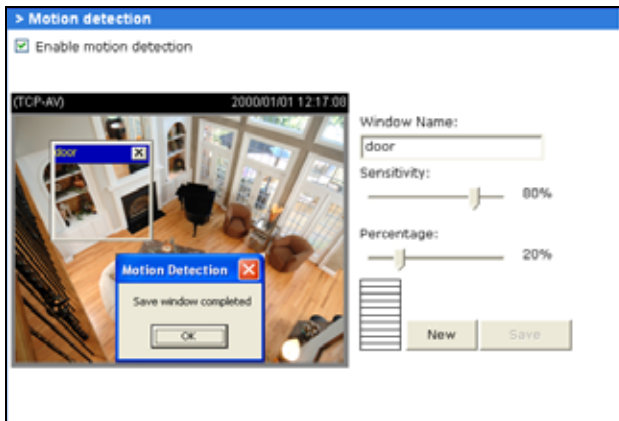 > Motion detection
Enable motion detection
(TCP-AV) 2000/01/01 12:17:08
door
Motion Detection
Save window completed
OK
Window Name:
door
Sensitivity:
80%
Percentage:
20%
New
Save